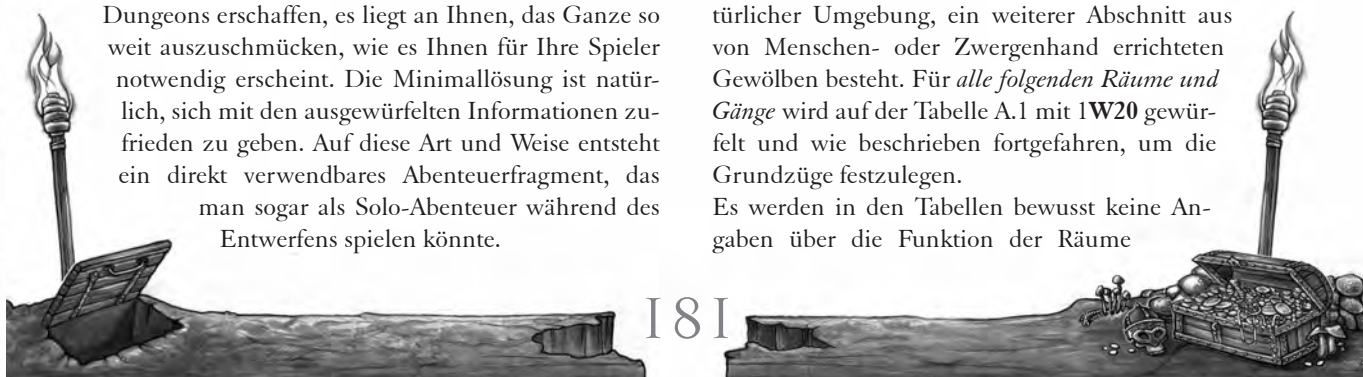 Dungeons erschaffen, es liegt an Ihnen, das Ganze so
weit auszuschmücken, wie es Ihnen für Ihre Spieler
notwendig erscheint. Die Minimallösung ist natür-
lich, sich mit den ausgewürfelten Informationen zu-
frieden zu geben. Auf diese Art und Weise entsteht
ein direkt verwendbares Abenteuerfragment, das
man sogar als Solo-Abenteuer während des
Entwerfens spielen könnte.
türlicher Umgebung, ein weiterer Abschnitt aus
von Menschen- oder Zwergenhand errichteten
Gewölben besteht. Für alle folgenden Räume und
Gänge wird auf der Tabelle A.1 mit 1W20 gewür-
felt und wie beschrieben fortgefahren, um die
Grundzüge festzulegen.
Es werden in den Tabellen bewusst keine An-
gaben über die Funktion der Räume
181